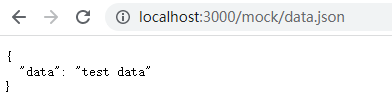 localhost:3000/mock/data.json
{
  "data": "test data"
}